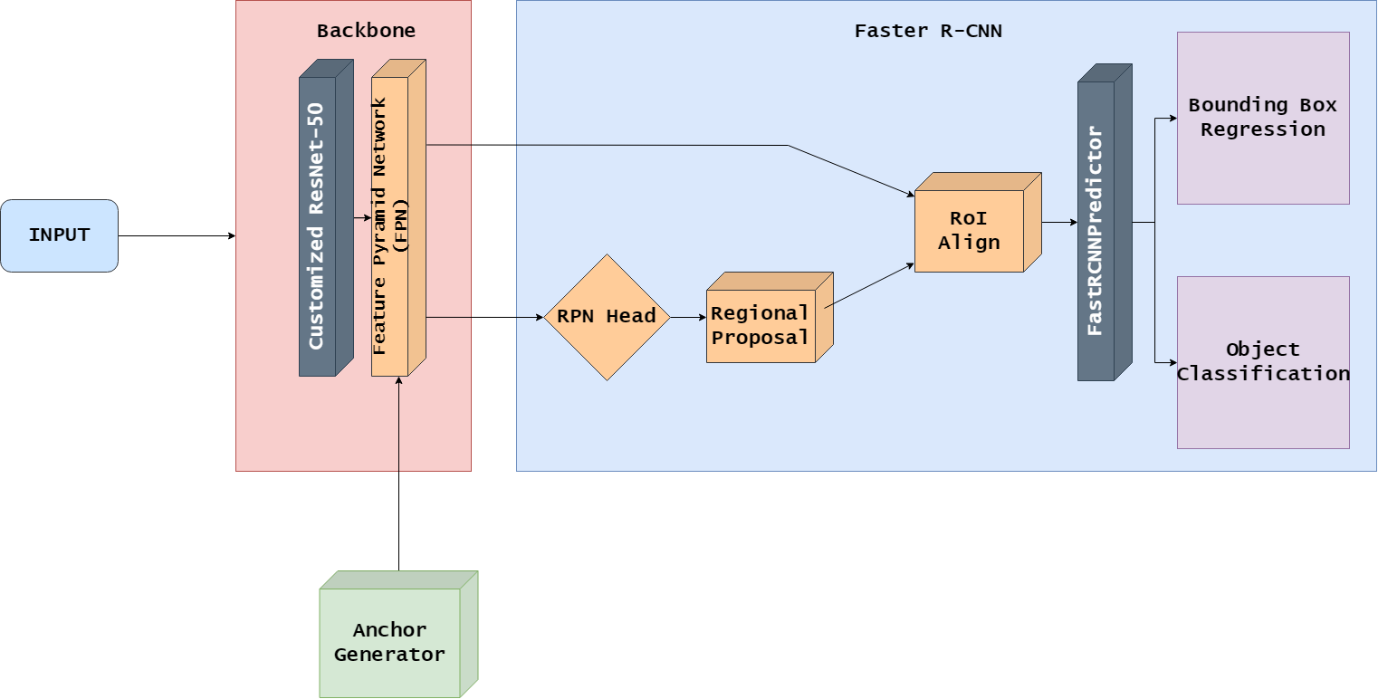 Backbone
Faster R-CNN
INPUT
Customized ResNet-50
Feature Pyramid Network
(FPN)
RPN Head
Regional
Proposal
RoI
Align
FastRCNNPredictor
Bounding Box
Regression
Object
Classification
Anchor
Generator